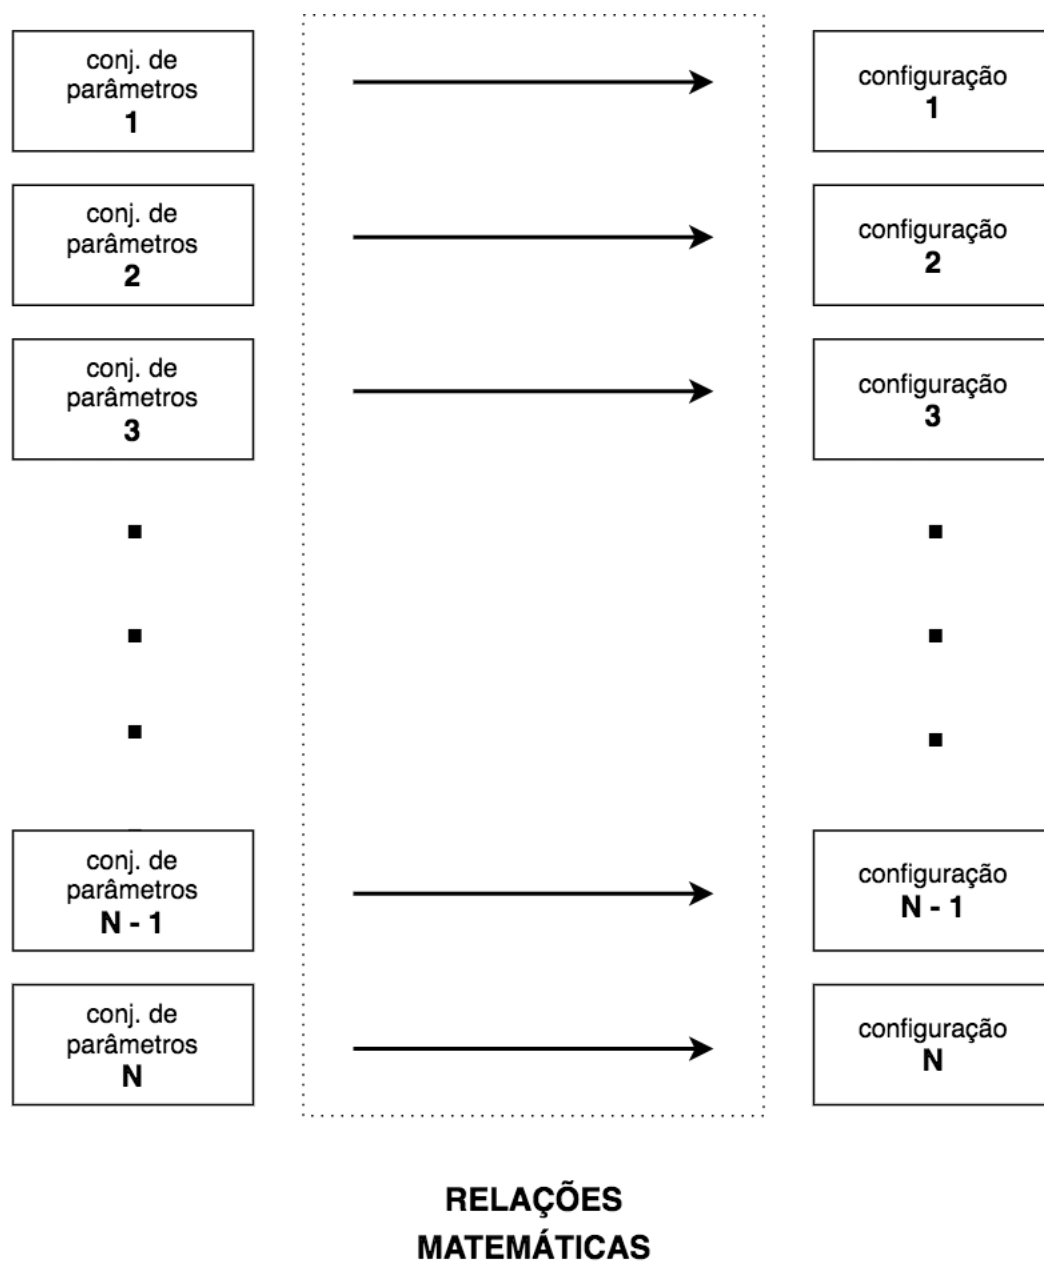 conj. de
parâmetros
1
configuração
1
conj. de
parâmetros
2
configuração
2
conj. de
parâmetros
3
configuração
3
conj. de
parâmetros
N - 1
configuração
N - 1
conj. de
parâmetros
N
configuração
N
RELAÇÕES
MATEMÁTICAS